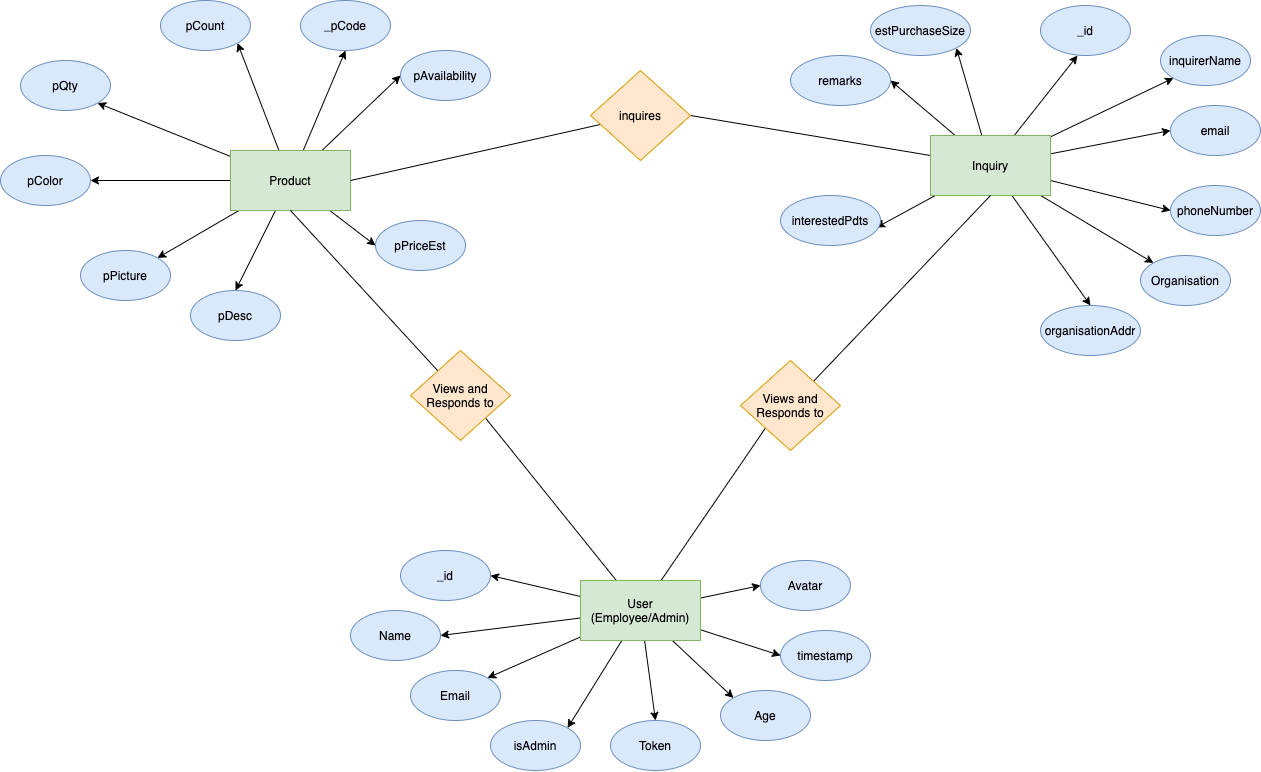 pCount
_pCode
pAvailability
pQty
pColor
Product
pPicture
pDesc
pPriceEst
inquires
estPurchaseSize
_id
remarks
inquirerName
email
Inquiry
interestedPdts
phoneNumber
Organisation
organisationAddr
Views and
Responds to
Views and
Responds to
_id
Name
Email
isAdmin
Token
Age
timestamp
Avatar
User
(Employee/Admin)